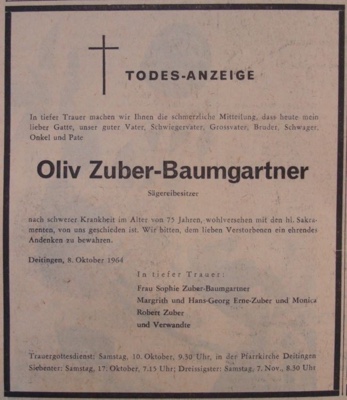 TODES-ANZEIGE
In tiefer Trauer machen wir Ihnen die schmerzliche Mitteilung, dass heute mein
lieber Gatte, unser guter Vater, Schwiegervater, Grossvater, Bruder, Schwager,
Onkel und Pate
Oliv Zuber-Baumgartner
Sägereibesitzer
nach schwerer Krankheit im Alter von 75 Jahren, wohlversehen mit den hl. Sakra-
menten, von uns geschieden ist. Wir bitten, dem lieben Verstorbenen ein ehrendes
Andenken zu bewahren.
Deitingen, 8. Oktober 1964
In tiefer Trauer:
Frau Sophie Zuber-Baumgartner
Margrith und Hans-Georg Erne-Zuber und Monica
Robert Zuber
und Verwandte
Trauergottesdienst: Samstag, 10. Oktober, 9.50 Uhr, in der Pfarrkirche Deitingen
Siebenter: Samstag, 17. Oktober, 7.15 Uhr; Dreissigster: Samstag, 7. Nov., 8.50 Uhr